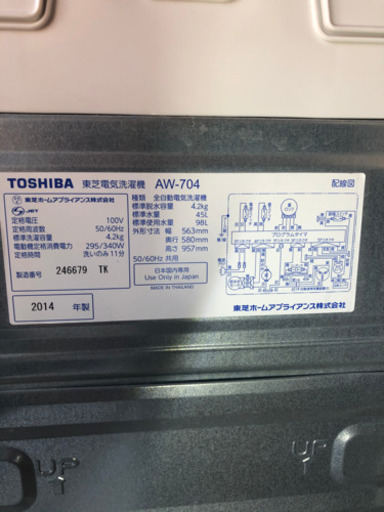 TOSHIBA 東芝電気洗濯機 AW-704 配線図
東芝ホームアプライアンス株式会社
JET
定格電圧 100V
定格周波数 50/60Hz
標準洗濯容量 4.2kg
電動機定格消費電力 295/340W
定格時間 洗いのみ11分
製造番号 246679 TK
2014 年製
種類 全自動電気洗濯機
標準脱水容量 4.2kg
標準水量 45L
標準使用水量 98L
外形寸法 幅 563mm
奥行 580mm
高さ 957mm
50/60Hz 共用
日本国内専用
Use Only in Japan
MADE IN THAILAND
プログラムタイマ
東芝ホームアプライアンス株式会社
UP
UP